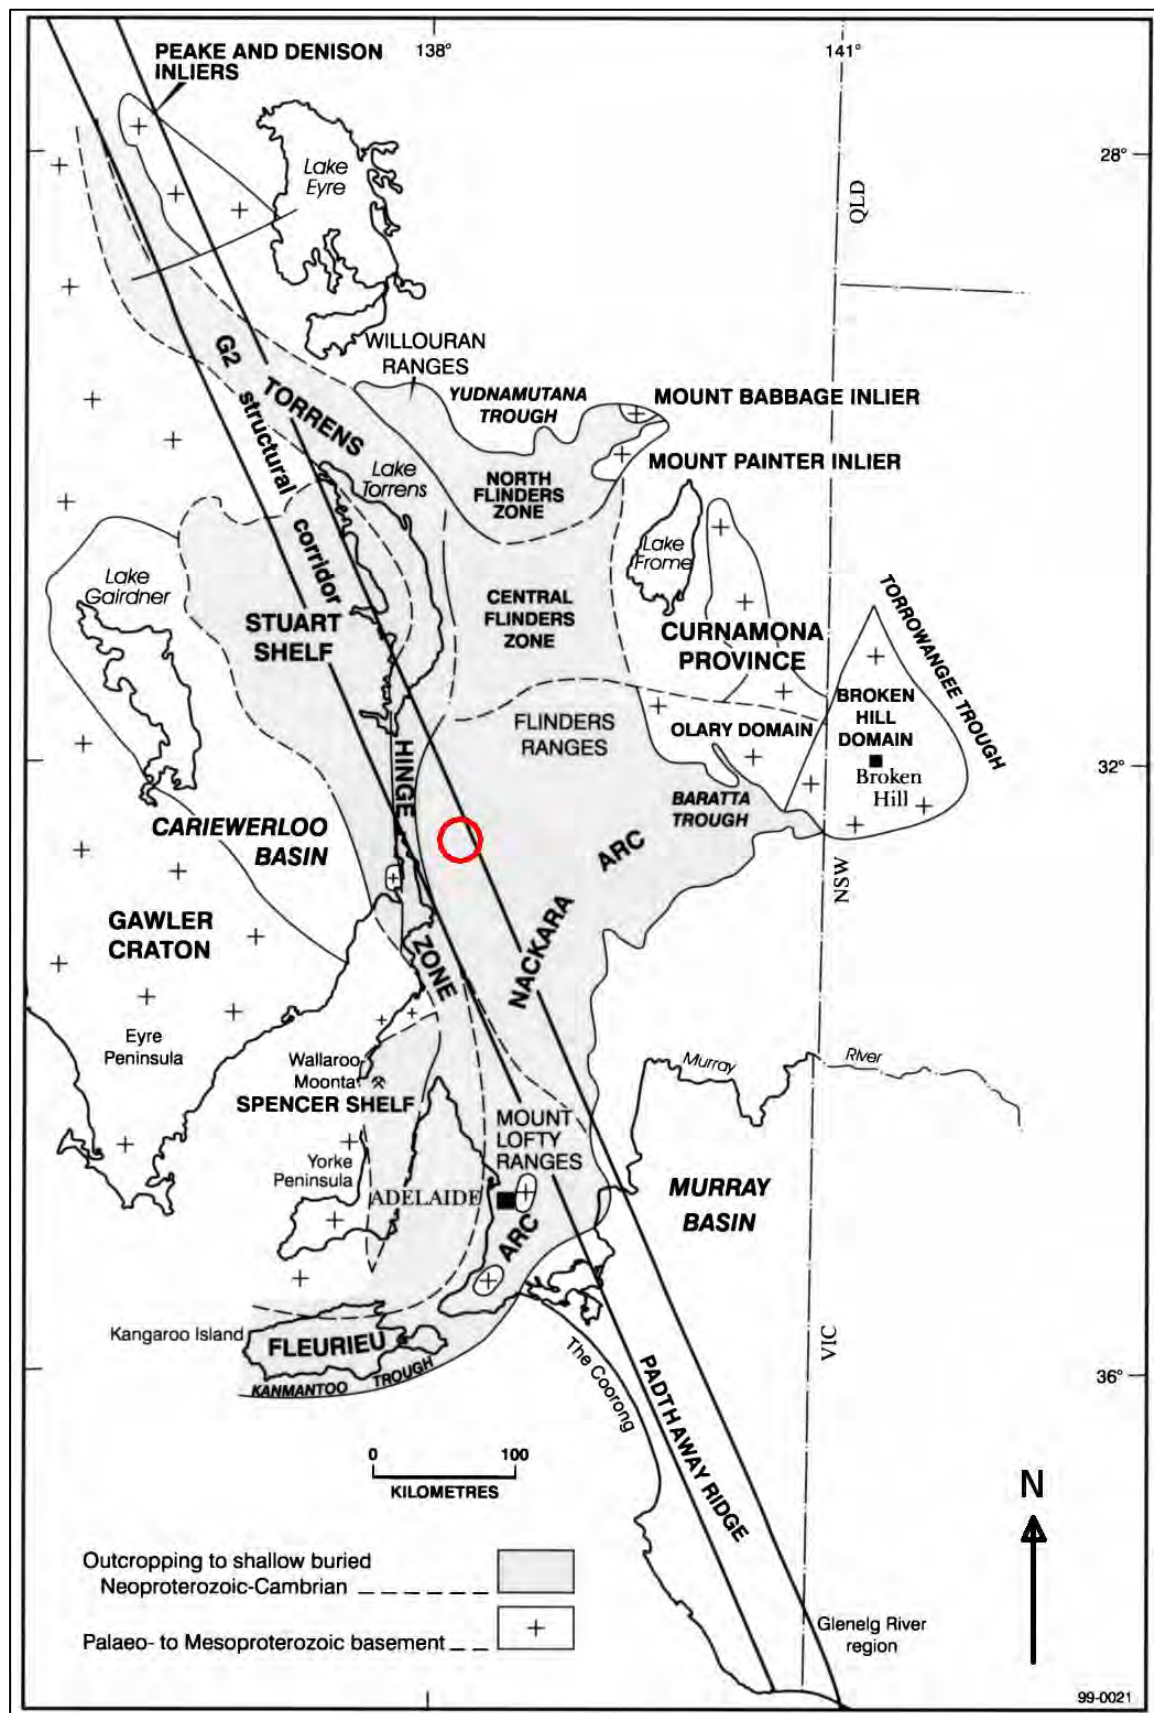 138°
141°
PEAKE AND DENISON
INLIERS
28°
Lake
Eyre
QLD
G2
structural
corridor
WILLOURAN
RANGES
TORRENS
YUDNAMUTANA
TROUGH
MOUNT BABBAGE INLIER
MOUNT PAINTER INLIER
Lake
Torrens
NORTH
FLINDERS
ZONE
Lake
Frome
Lake
Gairdner
CENTRAL
FLINDERS
ZONE
STUART
SHELF
CURNAMONA
PROVINCE
TORROWANGEE TROUGH
BROKEN
HILL
DOMAIN
Broken
Hill
FLINDERS
RANGES
OLARY DOMAIN
32°
HINGE
ZONE
BARATTA
TROUGH
CARIEWERLOO
BASIN
NACKARA
ARC
NSW
GAWLER
CRATON
Eyre
Peninsula
Wallaroo
Moonta
SPENCER SHELF
Murray
River
MOUNT
LOFTY
RANGES
Yorke
Peninsula
ADELAIDE
MURRAY
BASIN
ARC
Kangaroo Island
FLEURIEU
KANMANTOO TROUGH
The Coorong
VIC
36°
PADTHAWAY RIDGE
0 100
KILOMETRES
N
Outcropping to shallow buried
Neoproterozoic-Cambrian
Palaeo- to Mesoproterozoic basement
Glenelg River
region
99-0021